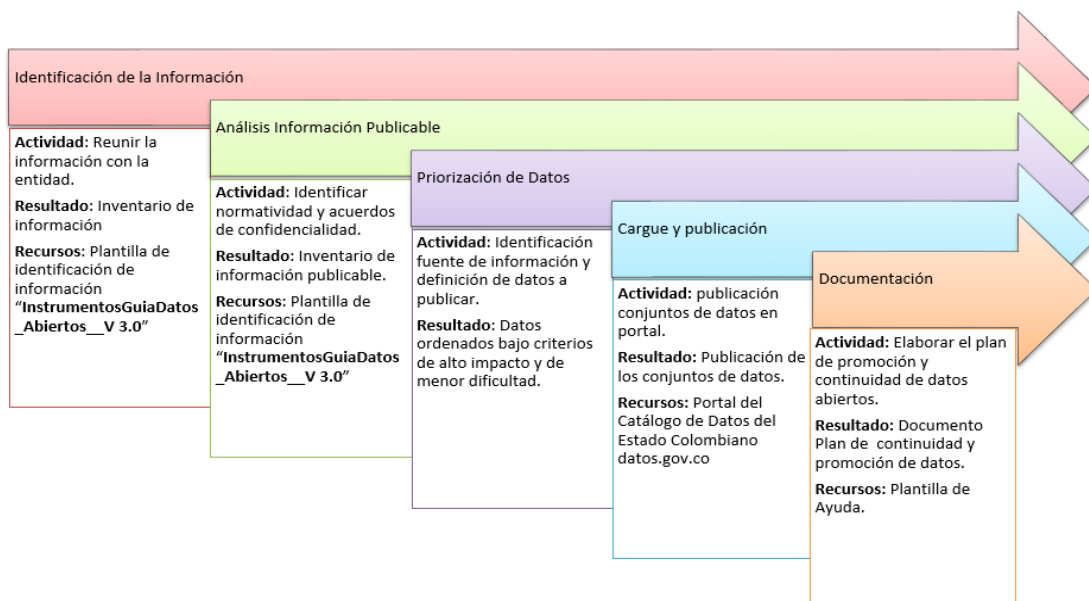 Identificación de la Información
Actividad: Reunir la
información con la
entidad.
Resultado: Inventario de
información
Recursos: Plantilla de
identificación de
información
“InstrumentosGuiaDatos
_Abiertos__V 3.0”
Análisis Información Publicable
Actividad: Identificar
normatividad y acuerdos
de confidencialidad.
Resultado: Inventario de
información publicable.
Recursos: Plantilla de
identificación de
información
“InstrumentosGuiaDatos
_Abiertos__V 3.0”
Priorización de Datos
Actividad: Identificación
fuente de información y
definición de datos a
publicar.
Resultado: Datos
ordenados bajo criterios
de alto impacto y de
menor dificultad.
Cargue y publicación
Actividad: publicación
conjuntos de datos en
portal.
Resultado: Publicación de
los conjuntos de datos.
Recursos: Portal del
Catálogo de Datos del
Estado Colombiano
datos.gov.co
Documentación
Actividad: Elaborar el plan
de promoción y
continuidad de datos
abiertos.
Resultado: Documento
Plan de  continuidad y
promoción de datos.
Recursos: Plantilla de
Ayuda.